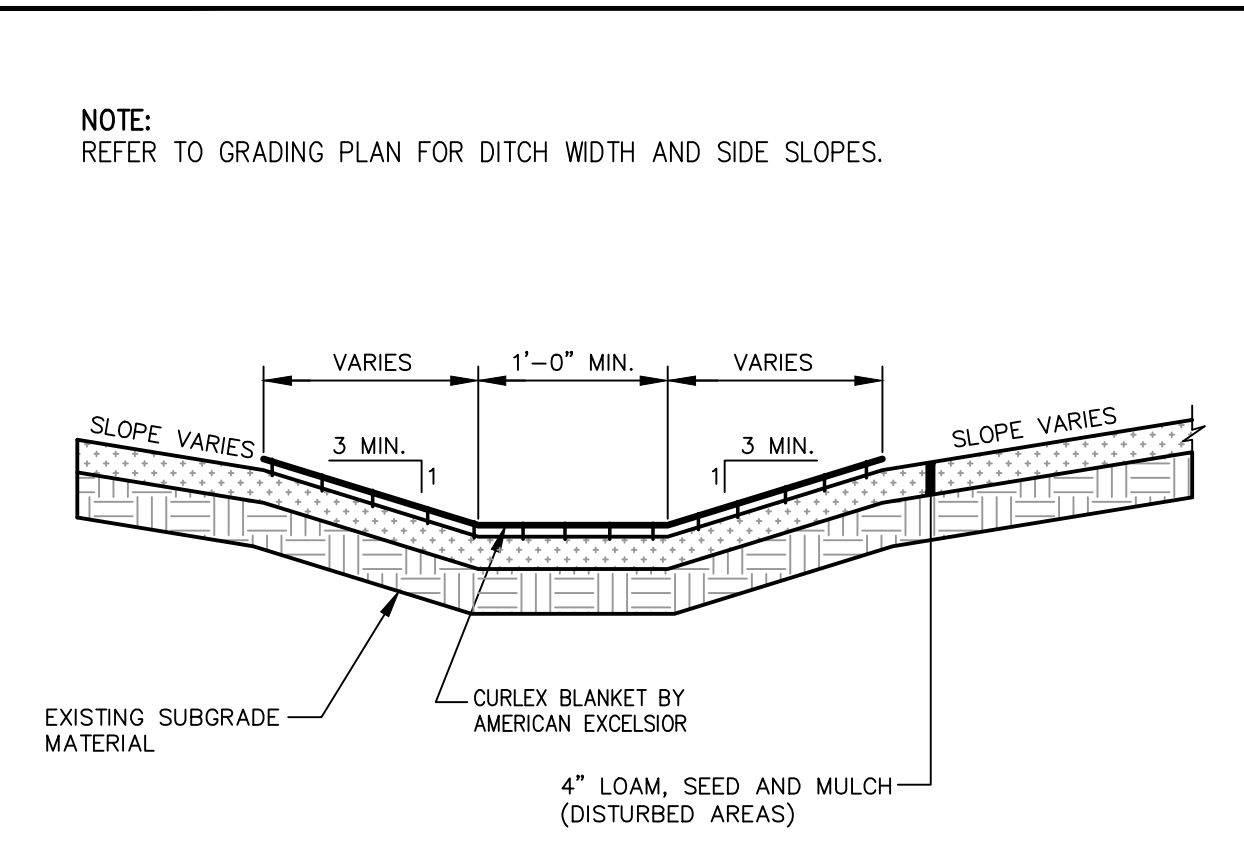 NOTE:
REFER TO GRADING PLAN FOR DITCH WIDTH AND SIDE SLOPES.
VARIES
1'-0" MIN.
VARIES
SLOPE VARIES
3 MIN.
1
3 MIN.
1
SLOPE VARIES
EXISTING SUBGRADE
MATERIAL
CURLEX BLANKET BY
AMERICAN EXCELSIOR
4" LOAM, SEED AND MULCH
(DISTURBED AREAS)